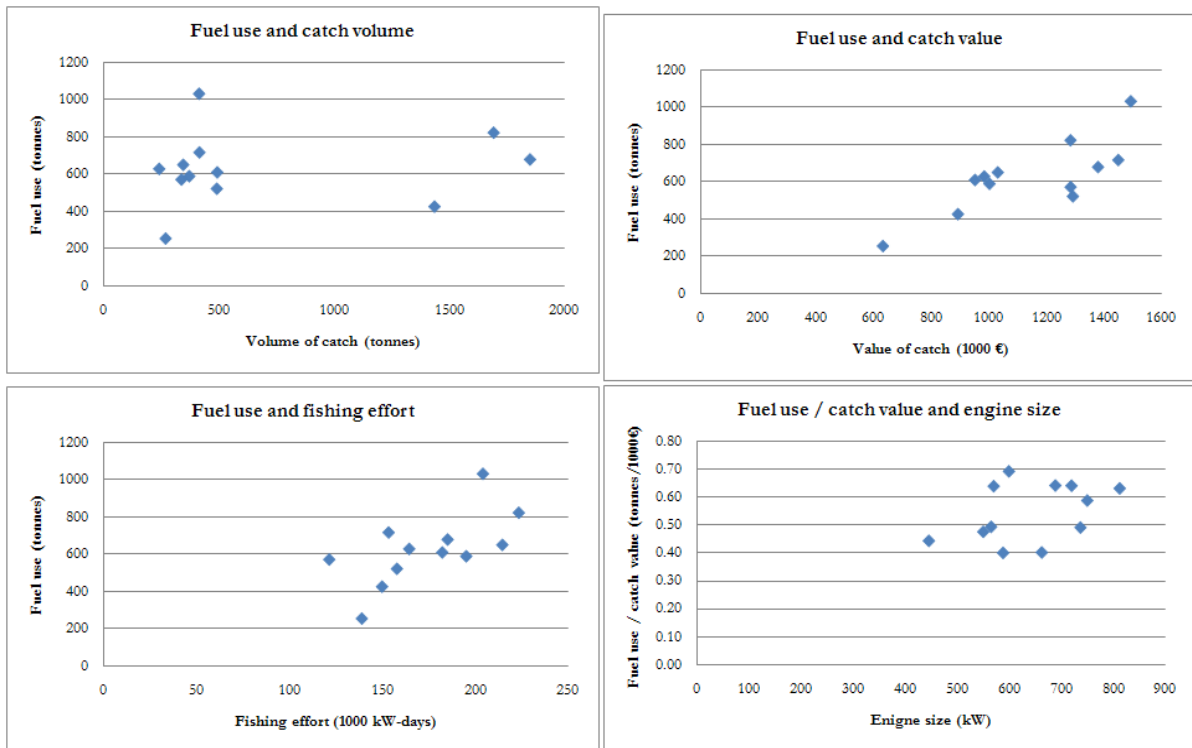 Fuel use and catch volume
Fuel use (tonnes)
1200
1000
800
600
400
200
0
0 500 1000 1500 2000
Volume of catch (tonnes)
Fuel use and catch value
Fuel use (tonnes)
1200
1000
800
600
400
200
0
0 200 400 600 800 1000 1200 1400 1600
Value of catch (1000 €)
Fuel use and fishing effort
Fuel use (tonnes)
1200
1000
800
600
400
200
0
0 50 100 150 200 250
Fishing effort (1000 kW-days)
Fuel use / catch value and engine size
Fuel use / catch value (tonnes/1000€)
0.80
0.70
0.60
0.50
0.40
0.30
0.20
0.10
0.00
0 100 200 300 400 500 600 700 800 900
Enigne size (kW)